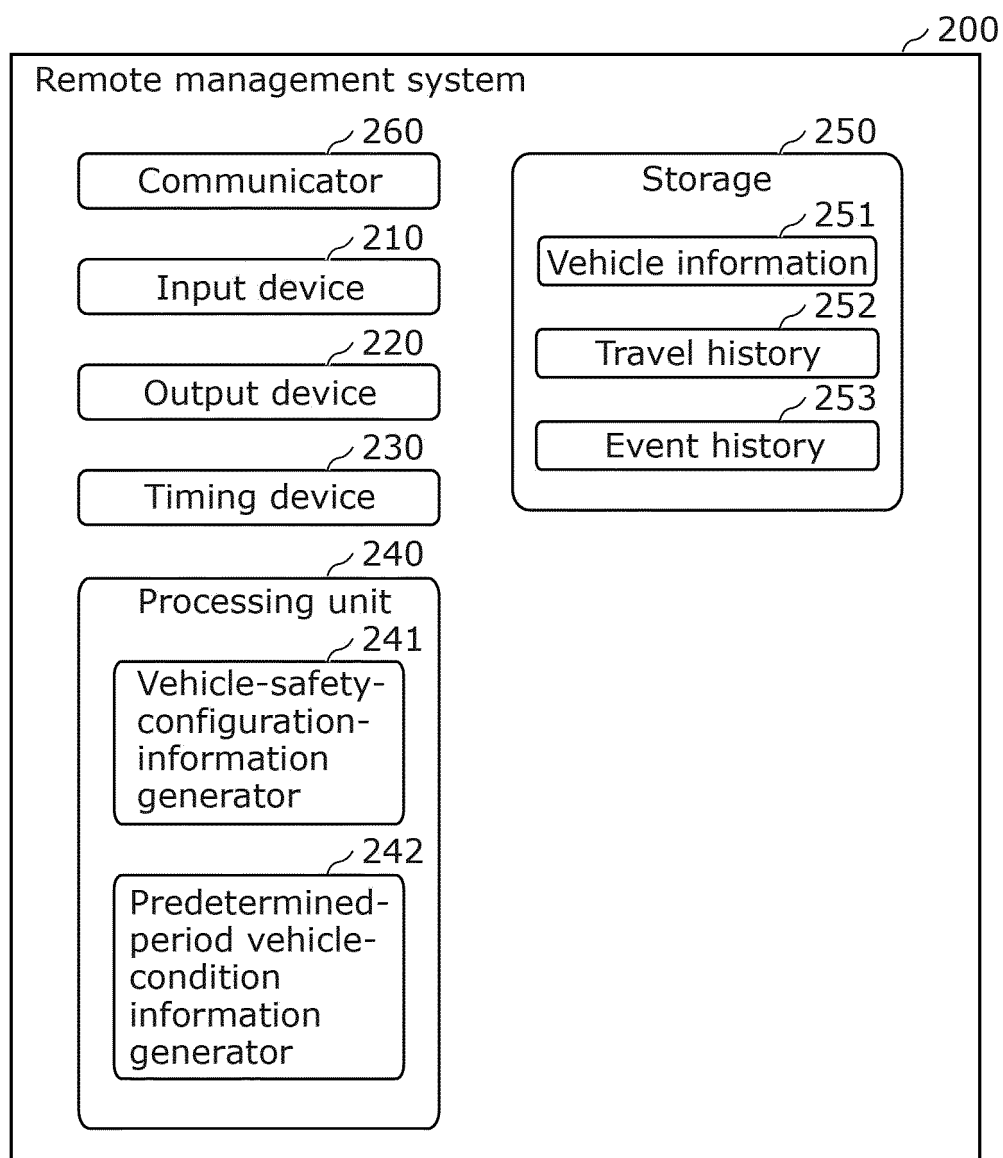 200
Remote management system
260
Communicator
210
Input device
220
Output device
230
Timing device
240
Processing unit
241
Vehicle-safety-
configuration-
information
generator
242
Predetermined-
period vehicle-
condition
information
generator
250
Storage
251
Vehicle information
252
Travel history
253
Event history